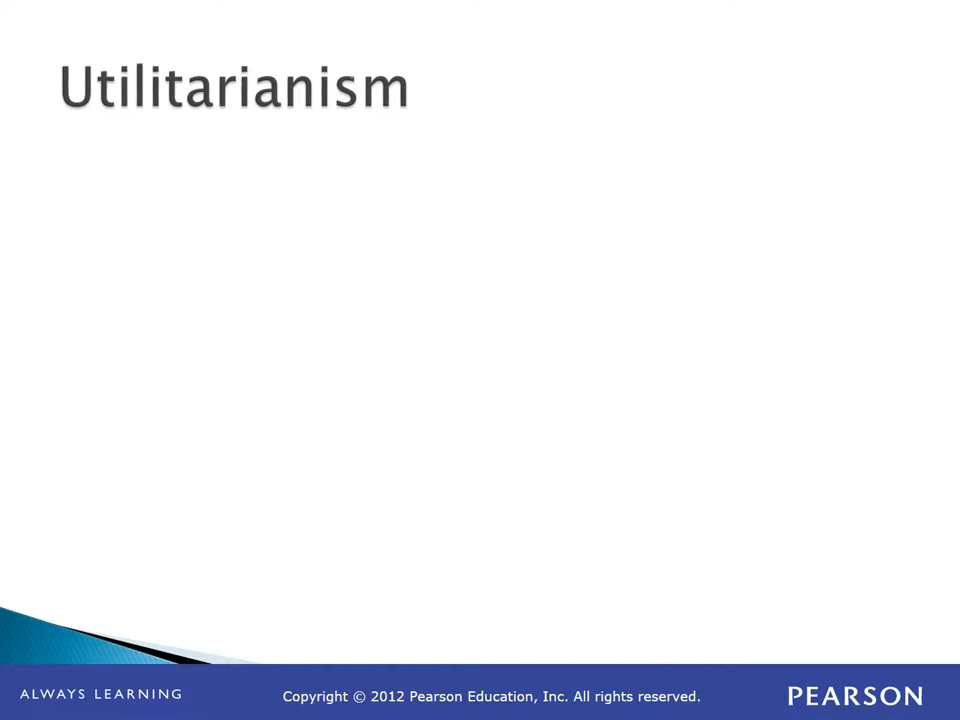 Utilitarianism
ALWAYS LEARNING
Copyright © 2012 Pearson Education, Inc. All rights reserved.
PEARSON